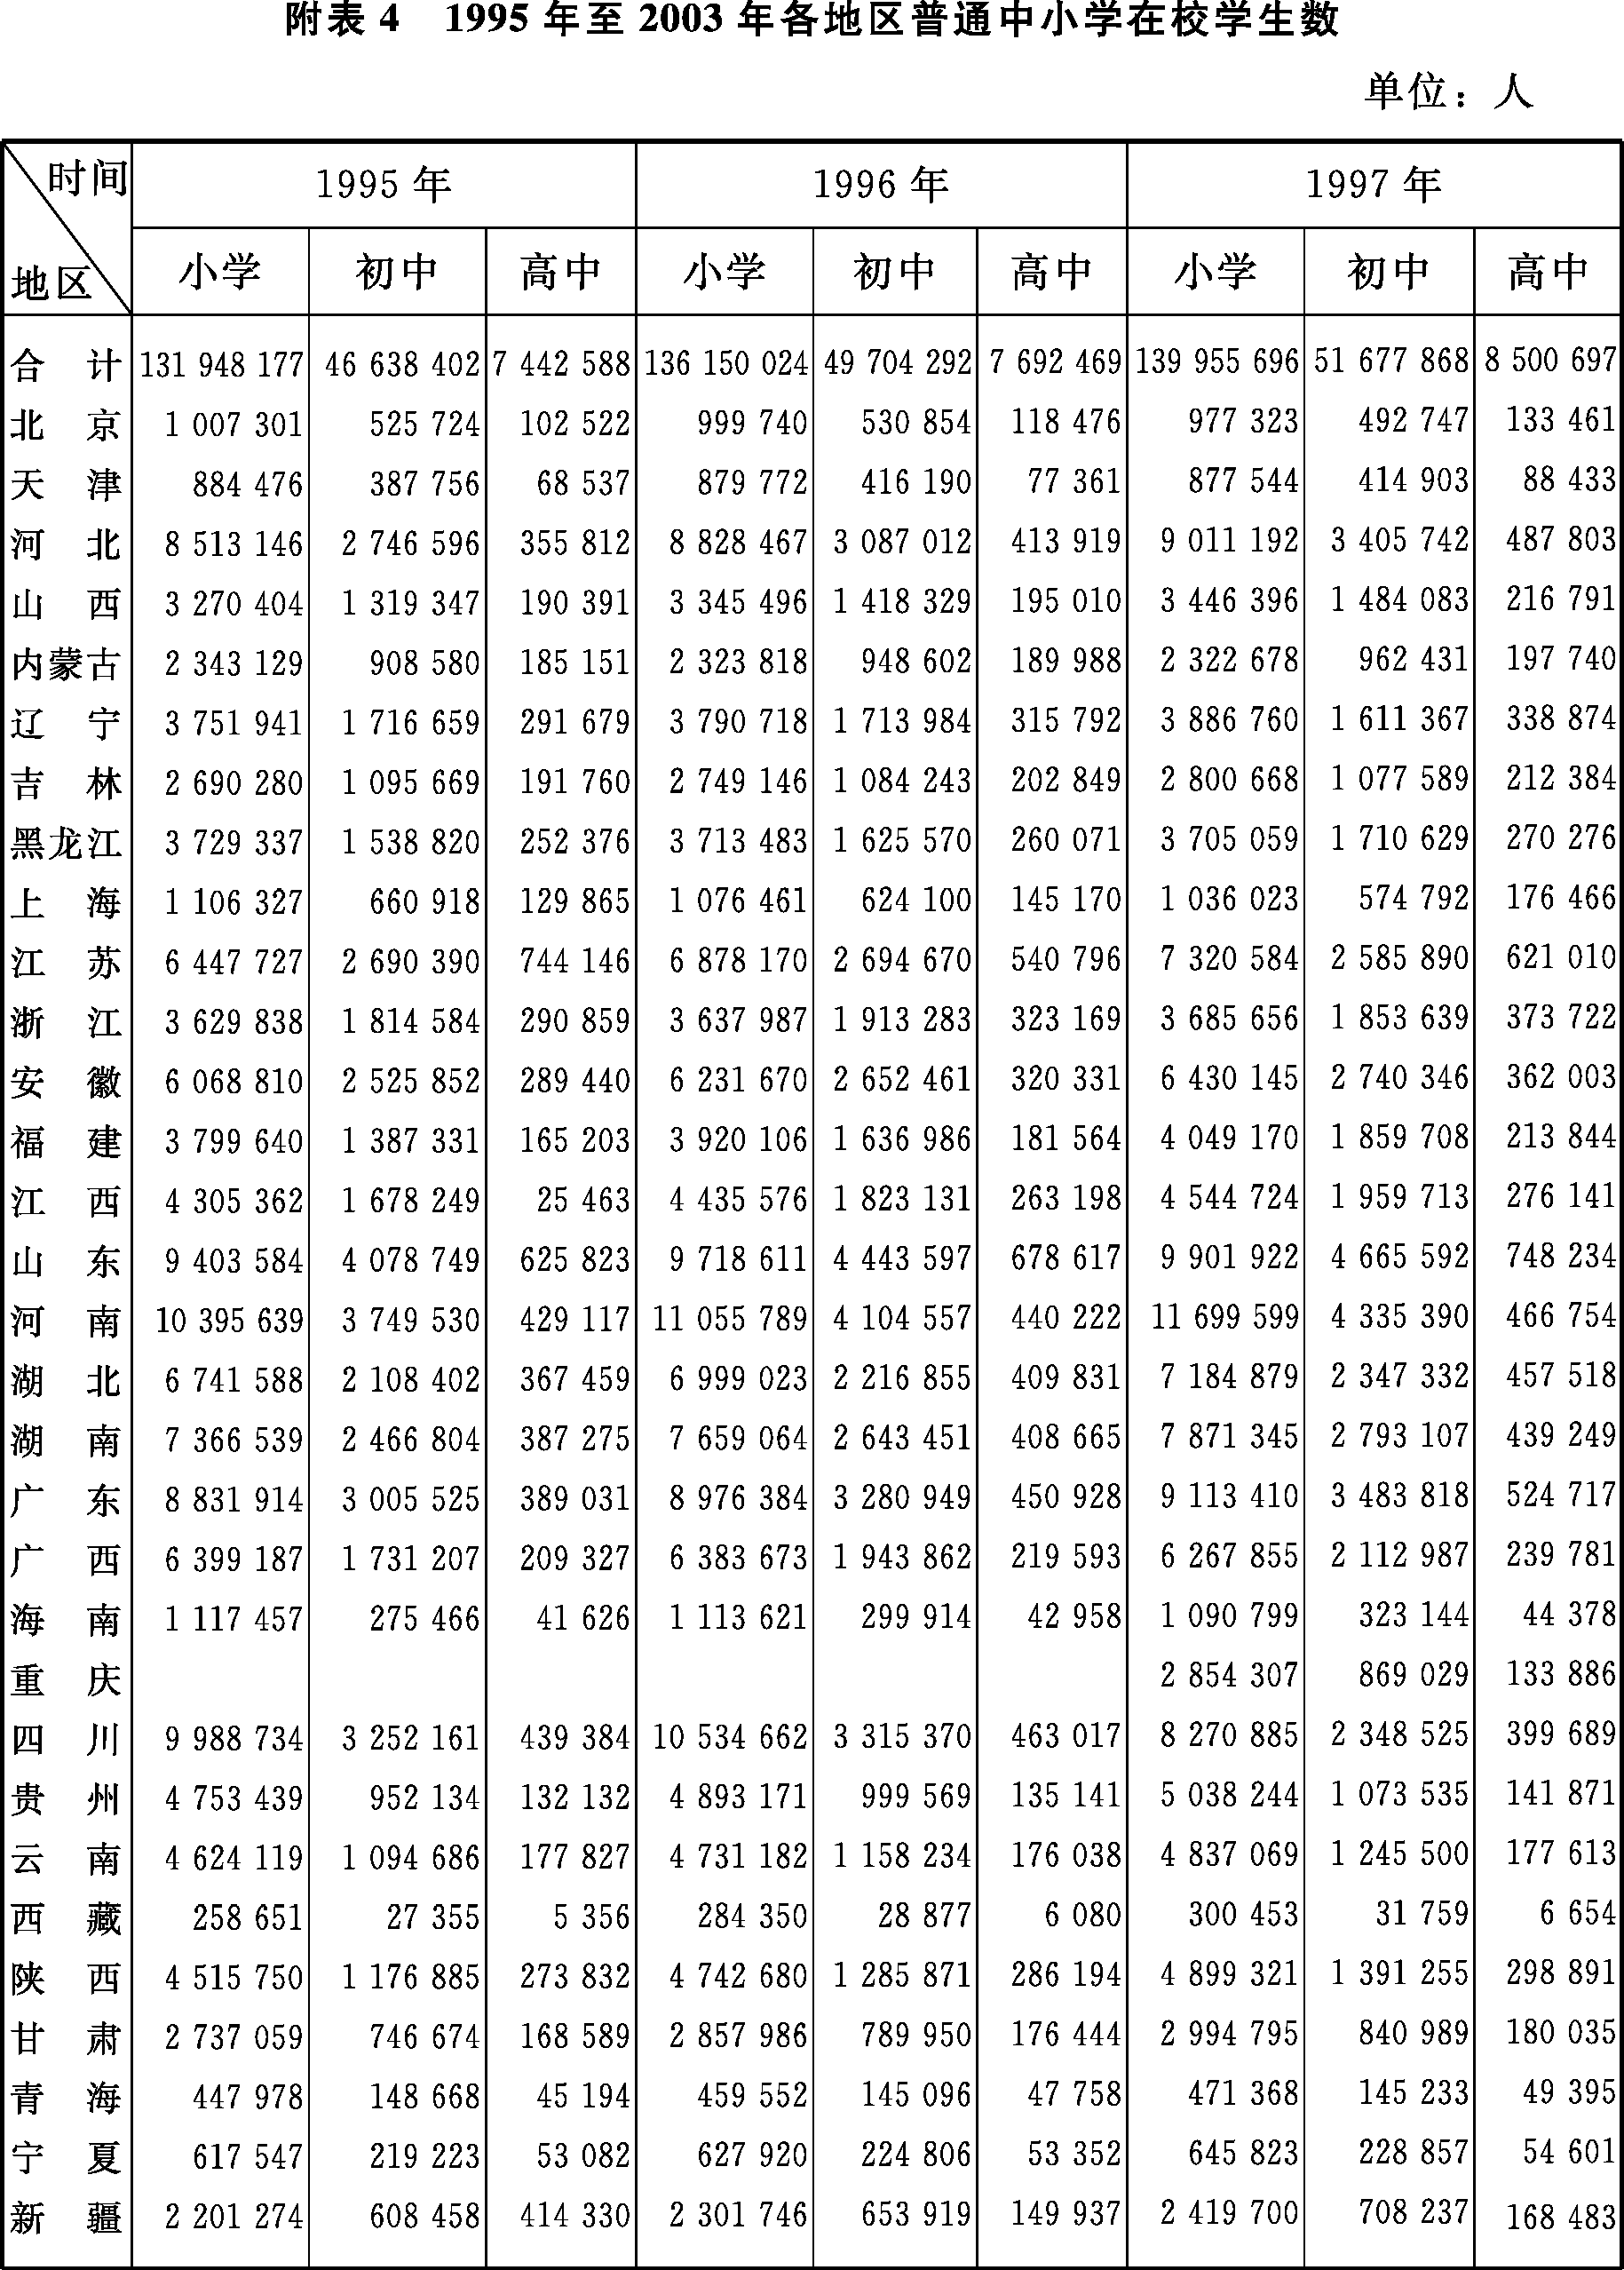 附表 4 1995 年至 2003 年各地区普通中小学在校学生数
单位：人
时间 1995 年 1996 年 1997 年
地区 小学 初中 高中 小学 初中 高中 小学 初中 高中
合 计 131 948 177 46 638 402 7 442 588 136 150 024 49 704 292 7 692 469 139 955 696 51 677 868 8 500 697
北 京 1 007 301 525 724 102 522 999 740 530 854 118 476 977 323 492 747 133 461
天 津 884 476 387 756 68 537 879 772 416 190 77 361 877 544 414 903 88 433
河 北 8 513 146 2 746 596 355 812 8 828 467 3 087 012 413 919 9 011 192 3 405 742 487 803
山 西 3 270 404 1 319 347 190 391 3 345 496 1 418 329 195 010 3 446 396 1 484 083 216 791
内蒙古 2 343 129 908 580 185 151 2 323 818 948 602 189 988 2 322 678 962 431 197 740
辽 宁 3 751 941 1 716 659 291 679 3 790 718 1 713 984 315 792 3 886 760 1 611 367 338 874
吉 林 2 690 280 1 095 669 191 760 2 749 146 1 084 243 202 849 2 800 668 1 077 589 212 384
黑龙江 3 729 337 1 538 820 252 376 3 713 483 1 625 570 260 071 3 705 059 1 710 629 270 276
上 海 1 106 327 660 918 129 865 1 076 461 624 100 145 170 1 036 023 574 792 176 466
江 苏 6 447 727 2 690 390 744 146 6 878 170 2 694 670 540 796 7 320 584 2 585 890 621 010
浙 江 3 629 838 1 814 584 290 859 3 637 987 1 913 283 323 169 3 685 656 1 853 639 373 722
安 徽 6 068 810 2 525 852 289 440 6 231 670 2 652 461 320 331 6 430 145 2 740 346 362 003
福 建 3 799 640 1 387 331 165 203 3 920 106 1 636 986 181 564 4 049 170 1 859 708 213 844
江 西 4 305 362 1 678 249 25 463 4 435 576 1 823 131 263 198 4 544 724 1 959 713 276 141
山 东 9 403 584 4 078 749 625 823 9 718 611 4 443 597 678 617 9 901 922 4 665 592 748 234
河 南 10 395 639 3 749 530 429 117 11 055 789 4 104 557 440 222 11 699 599 4 335 390 466 754
湖 北 6 741 588 2 108 402 367 459 6 999 023 2 216 855 409 831 7 184 879 2 347 332 457 518
湖 南 7 366 539 2 466 804 387 275 7 659 064 2 643 451 408 665 7 871 345 2 793 107 439 249
广 东 8 831 914 3 005 525 389 031 8 976 384 3 280 949 450 928 9 113 410 3 483 818 524 717
广 西 6 399 187 1 731 207 209 327 6 383 673 1 943 862 219 593 6 267 855 2 112 987 239 781
海 南 1 117 457 275 466 41 626 1 113 621 299 914 42 958 1 090 799 323 144 44 378
重 庆 2 854 307 869 029 133 886
四 川 9 988 734 3 252 161 439 384 10 534 662 3 315 370 463 017 8 270 885 2 348 525 399 689
贵 州 4 753 439 952 134 132 132 4 893 171 999 569 135 141 5 038 244 1 073 535 141 871
云 南 4 624 119 1 094 686 177 827 4 731 182 1 158 234 176 038 4 837 069 1 245 500 177 613
西 藏 258 651 27 355 5 356 284 350 28 877 6 080 300 453 31 759 6 654
陕 西 4 515 750 1 176 885 273 832 4 742 680 1 285 871 286 194 4 899 321 1 391 255 298 891
甘 肃 2 737 059 746 674 168 589 2 857 986 789 950 176 444 2 994 795 840 989 180 035
青 海 447 978 148 668 45 194 459 552 145 096 47 758 471 368 145 233 49 395
宁 夏 617 547 219 223 53 082 627 920 224 806 53 352 645 823 228 857 54 601
新 疆 2 201 274 608 458 414 330 2 301 746 653 919 149 937 2 419 700 708 237 168 483